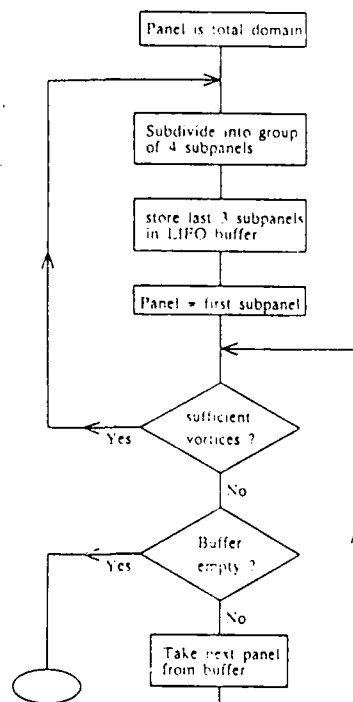 Panel is total domain
Subdivide into group
of 4 subpanels
store last 3 subpanels
in LIFO buffer
Panel = first subpanel
sufficient
vortices ?
Yes
No
Buffer
empty ?
Yes
No
Take next panel
from buffer